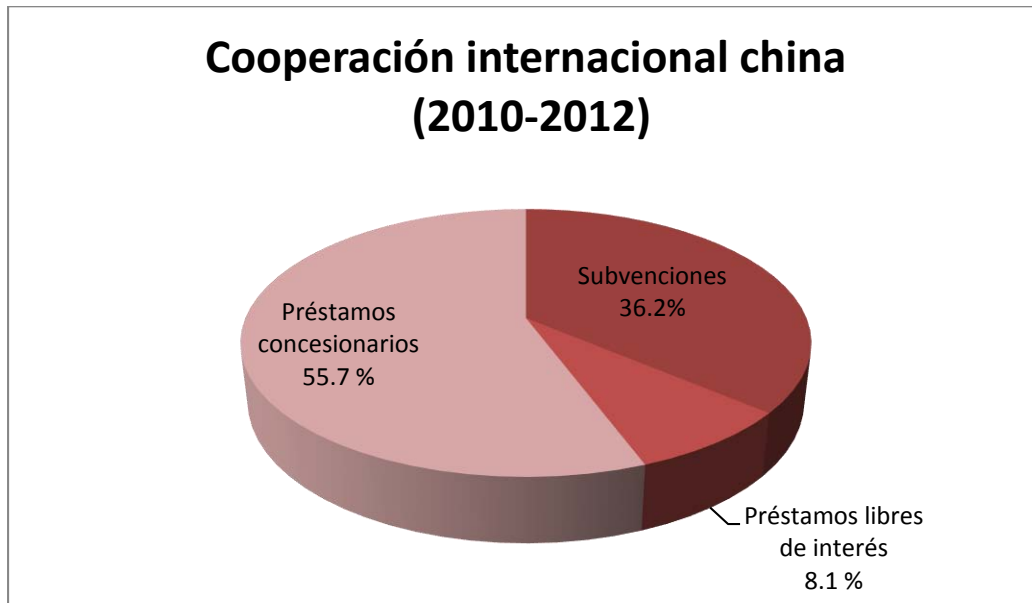 Cooperación internacional china
(2010-2012)
Subvenciones
36.2%
Préstamos
concesionarios
55.7 %
Préstamos libres
de interés
8.1 %